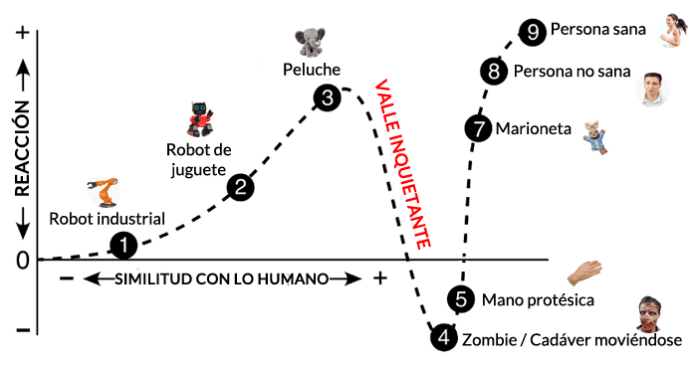 +
REACCIÓN
0
-
Robot industrial
1
Robot de
juguete
2
Peluche
3
VALLE INQUIETANTE
- SIMILITUD CON LO HUMANO +
4 Zombie / Cadáver moviéndose
5 Mano protésica
7 Marioneta
8 Persona no sana
9 Persona sana